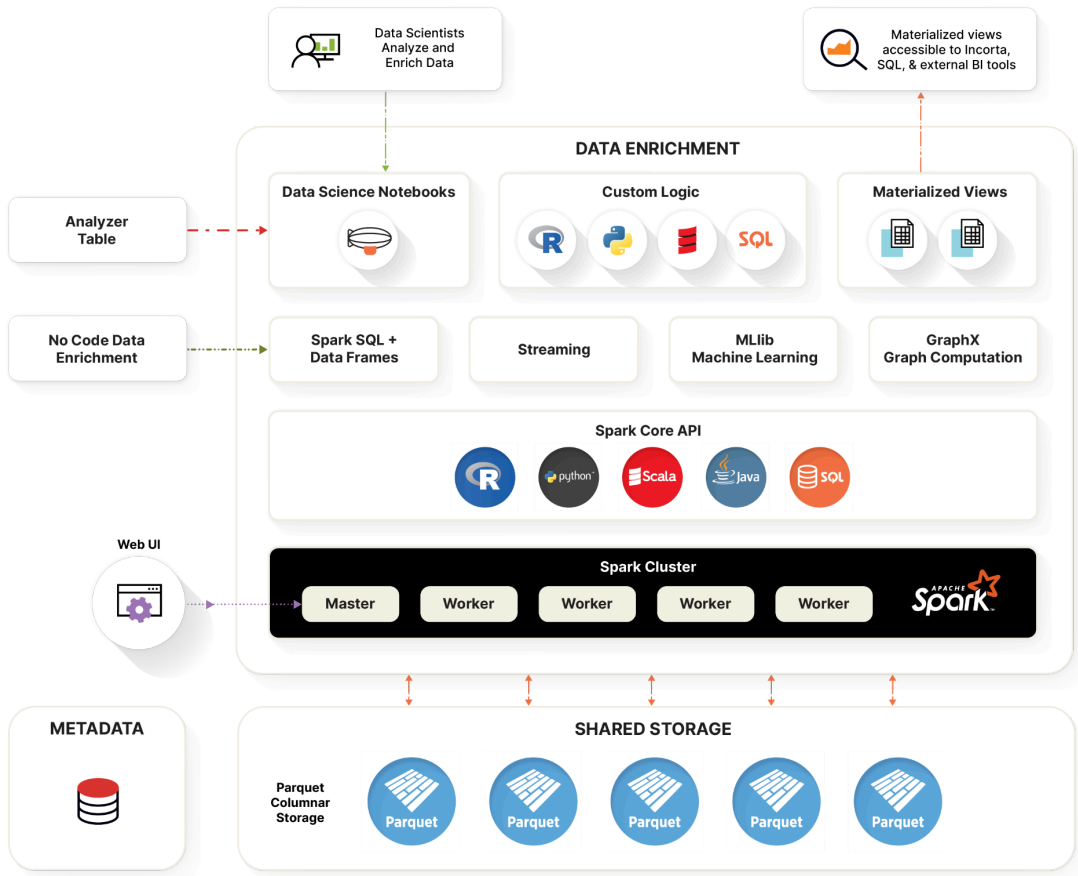 Data Scientists
Analyze and
Enrich Data
Materialized views
accessible to Incorta,
SQL, & external BI tools
DATA ENRICHMENT
Analyzer
Table
Data Science Notebooks
Custom Logic
R
SQL
Materialized Views
No Code Data
Enrichment
Spark SQL +
Data Frames
Streaming
MLlib
Machine Learning
GraphX
Graph Computation
Spark Core API
R
python
Scala
Java
SQL
Web UI
Spark Cluster
Master
Worker
Worker
Worker
Worker
APACHE
Spark
METADATA
SHARED STORAGE
Parquet
Columnar
Storage
Parquet
Parquet
Parquet
Parquet
Parquet